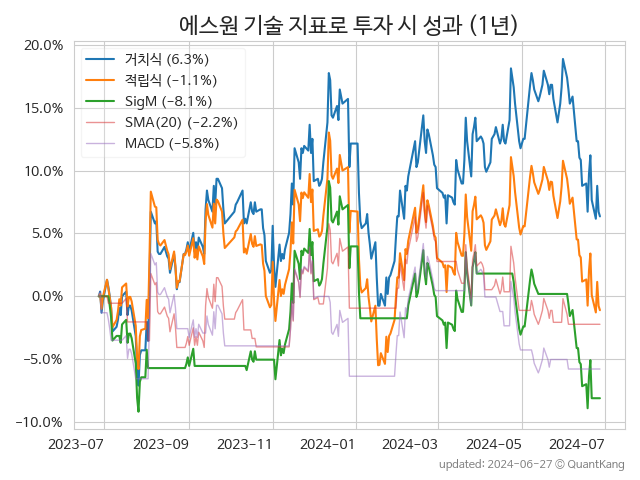 에스원 기술 지표로 투자 시 성과 (1년)
20.0%
15.0%
10.0%
5.0%
0.0%
−5.0%
−10.0%
거치식 (6.3%)
적립식 (−1.1%)
SigM (−8.1%)
SMA(20) (−2.2%)
MACD (−5.8%)
2023-07 2023-09 2023-11 2024-01 2024-03 2024-05 2024-07
updated: 2024-06-27 © QuantKang